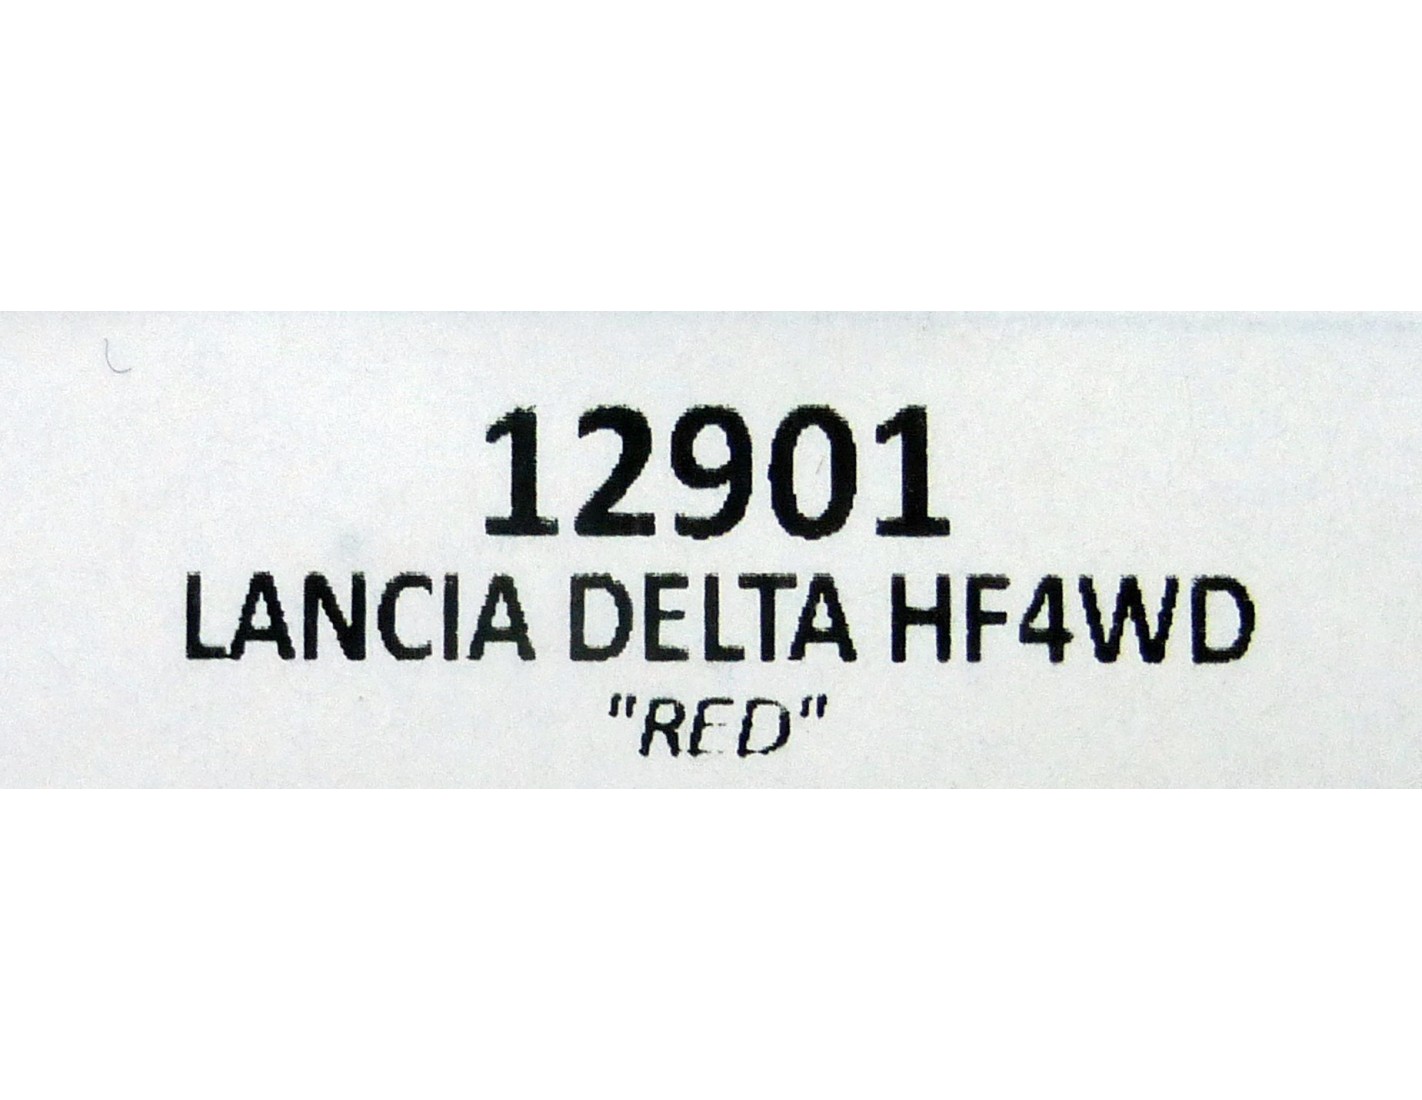 12901
LANCIA DELTA HF4WD
"RED"